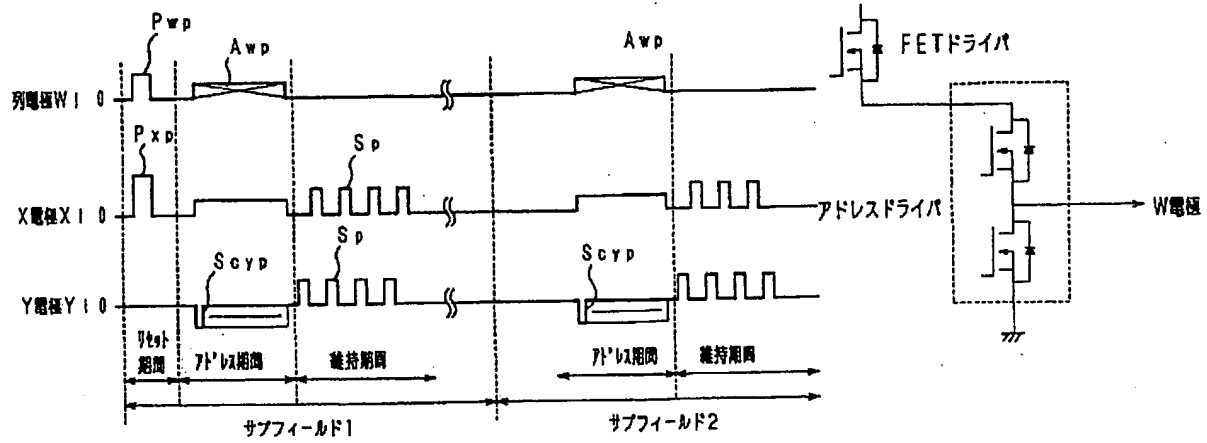 Pwp
Awp
列電極Wi 0
Pxp
Sp
X電極Xi 0
Sp
Scyp
Y電極Yi 0
リセット
期間
アドレス期間
維持期間
サブフィールド1
Awp
Scyp
アドレス期間
維持期間
サブフィールド2
FETドライバ
アドレスドライバ
W電極